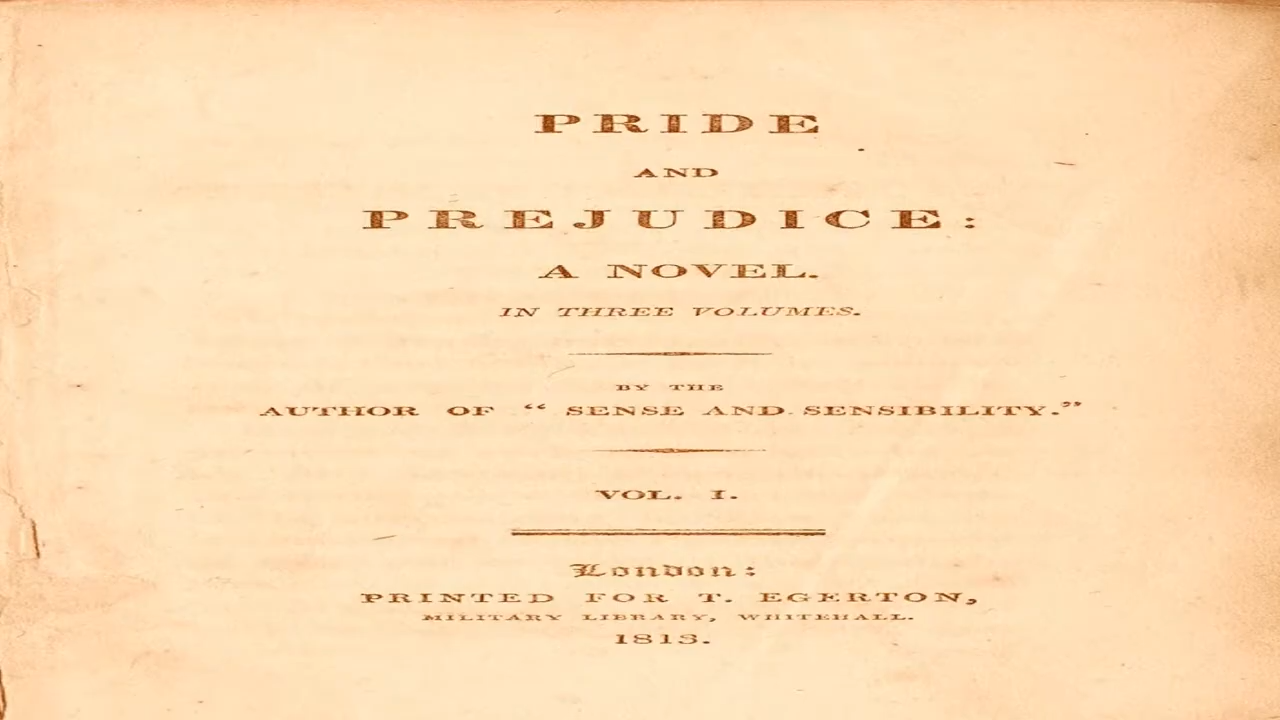 PRIDE
AND
PREJUDICE:
A NOVEL.
IN THREE VOLUMES.
BY THE
AUTHOR OF “ SENSE AND SENSIBILITY.”
VOL. I.
London:
PRINTED FOR T. EGERTON,
MILITARY LIBRARY, WHITEHALL.
1813.